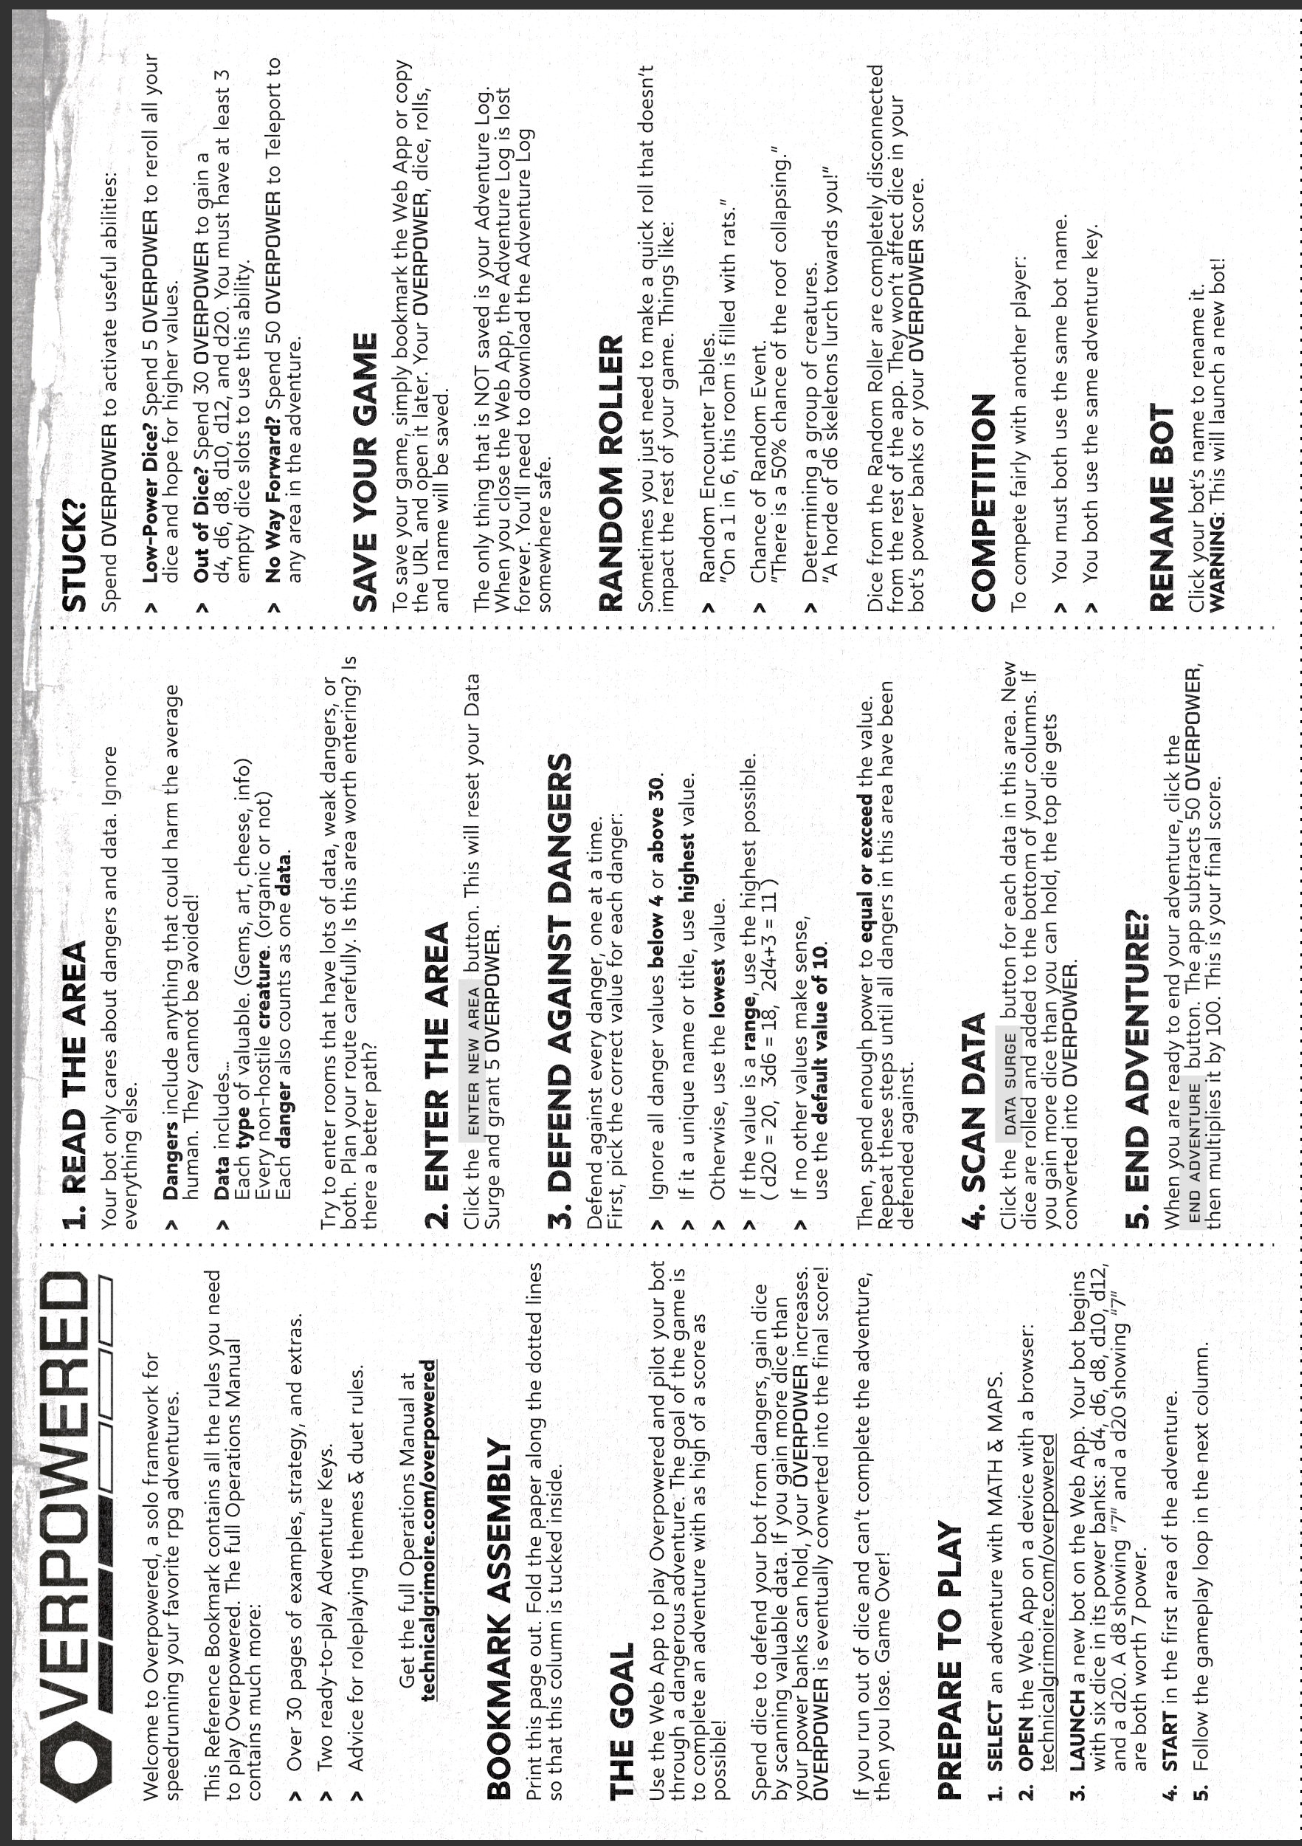 OVERPOWERED
Welcome to Overpowered, a solo framework for
speedrunning your favorite rpg adventures.
This Reference Bookmark contains all the rules you need
to play Overpowered. The full Operations Manual
contains much more:
> Over 30 pages of examples, strategy, and extras.
> Two ready-to-play Adventure Keys.
> Advice for roleplaying themes & duet rules.
Get the full Operations Manual at
technicalgrimoire.com/overpowered
BOOKMARK ASSEMBLY
Print this page out. Fold the paper along the dotted lines
so that this column is tucked inside.
THE GOAL
Use the Web App to play Overpowered and pilot your bot
through a dangerous adventure. The goal of the game is
to complete an adventure with as high of a score as
possible!
Spend dice to defend your bot from dangers, gain dice
by scanning valuable data. If you gain more dice than
your power banks can hold, your OVERPOWER increases.
OVERPOWER is eventually converted into the final score!
If you run out of dice and can't complete the adventure,
then you lose. Game Over!
PREPARE TO PLAY
1. SELECT an adventure with MATH & MAPS.
2. OPEN the Web App on a device with a browser:
technicalgrimoire.com/overpowered
3. LAUNCH a new bot on the Web App. Your bot begins
with six dice in its power banks: a d4, d6, d8, d10, d12,
and a d20. A d8 showing "7" and a d20 showing "7"
are both worth 7 power.
4. START in the first area of the adventure.
5. Follow the gameplay loop in the next column.
1. READ THE AREA
Your bot only cares about dangers and data. Ignore
everything else.
> Dangers include anything that could harm the average
human. They cannot be avoided!
> Data includes...
Each type of valuable. (Gems, art, cheese, info)
Every non-hostile creature. (organic or not)
Each danger also counts as one data.
Try to enter rooms that have lots of data, weak dangers, or
both. Plan your route carefully. Is this area worth entering? Is
there a better path?
2. ENTER THE AREA
Click the ENTER NEW AREA button. This will reset your Data
Surge and grant 5 OVERPOWER.
3. DEFEND AGAINST DANGERS
Defend against every danger, one at a time.
First, pick the correct value for each danger:
> Ignore all danger values below 4 or above 30.
> If it a unique name or title, use highest value.
> Otherwise, use the lowest value.
> If the value is a range, use the highest possible.
( d20 = 20, 3d6 = 18, 2d4+3 = 11 )
> If no other values make sense,
use the default value of 10.
Then, spend enough power to equal or exceed the value.
Repeat these steps until all dangers in this area have been
defended against.
4. SCAN DATA
Click the DATA SURGE button for each data in this area. New
dice are rolled and added to the bottom of your columns. If
you gain more dice than you can hold, the top die gets
converted into OVERPOWER.
5. END ADVENTURE?
When you are ready to end your adventure, click the
END ADVENTURE button. The app subtracts 50 OVERPOWER,
then multiplies it by 100. This is your final score.
STUCK?
Spend OVERPOWER to activate useful abilities:
> Low-Power Dice? Spend 5 OVERPOWER to reroll all your
dice and hope for higher values.
> Out of Dice? Spend 30 OVERPOWER to gain a
d4, d6, d8, d10, d12, and d20. You must have at least 3
empty dice slots to use this ability.
> No Way Forward? Spend 50 OVERPOWER to Teleport to
any area in the adventure.
SAVE YOUR GAME
To save your game, simply bookmark the Web App or copy
the URL and open it later. Your OVERPOWER, dice, rolls,
and name will be saved.
The only thing that is NOT saved is your Adventure Log.
When you close the Web App, the Adventure Log is lost
forever. You'll need to download the Adventure Log
somewhere safe.
RANDOM ROLLER
Sometimes you just need to make a quick roll that doesn't
impact the rest of your game. Things like:
> Random Encounter Tables.
"On a 1 in 6, this room is filled with rats."
> Chance of Random Event.
"There is a 50% chance of the roof collapsing."
> Determining a group of creatures.
"A horde of d6 skeletons lurch towards you!"
Dice from the Random Roller are completely disconnected
from the rest of the app. They won't affect dice in your
bot's power banks or your OVERPOWER score.
COMPETITION
To compete fairly with another player:
> You must both use the same bot name.
> You both use the same adventure key.
RENAME BOT
Click your bot's name to rename it.
WARNING: This will launch a new bot!